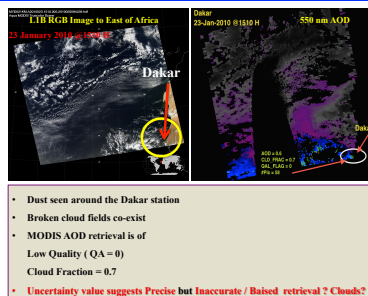 L1B RGB Image to East of Africa
23 January 2010 @1510 H
Dakar
Dakar
23-Jan-2010 @1510 H
550 nm AOD
AOD = 0.6
CLD_FRAC = 0.7
QAL_FLAG = 0
Dak
• Dust seen around the Dakar station
• Broken cloud fields co-exist
• MODIS AOD retrieval is of
Low Quality ( QA = 0)
Cloud Fraction = 0.7
• Uncertainty value suggests Precise but Inaccurate / Baised retrieval ? Clouds?